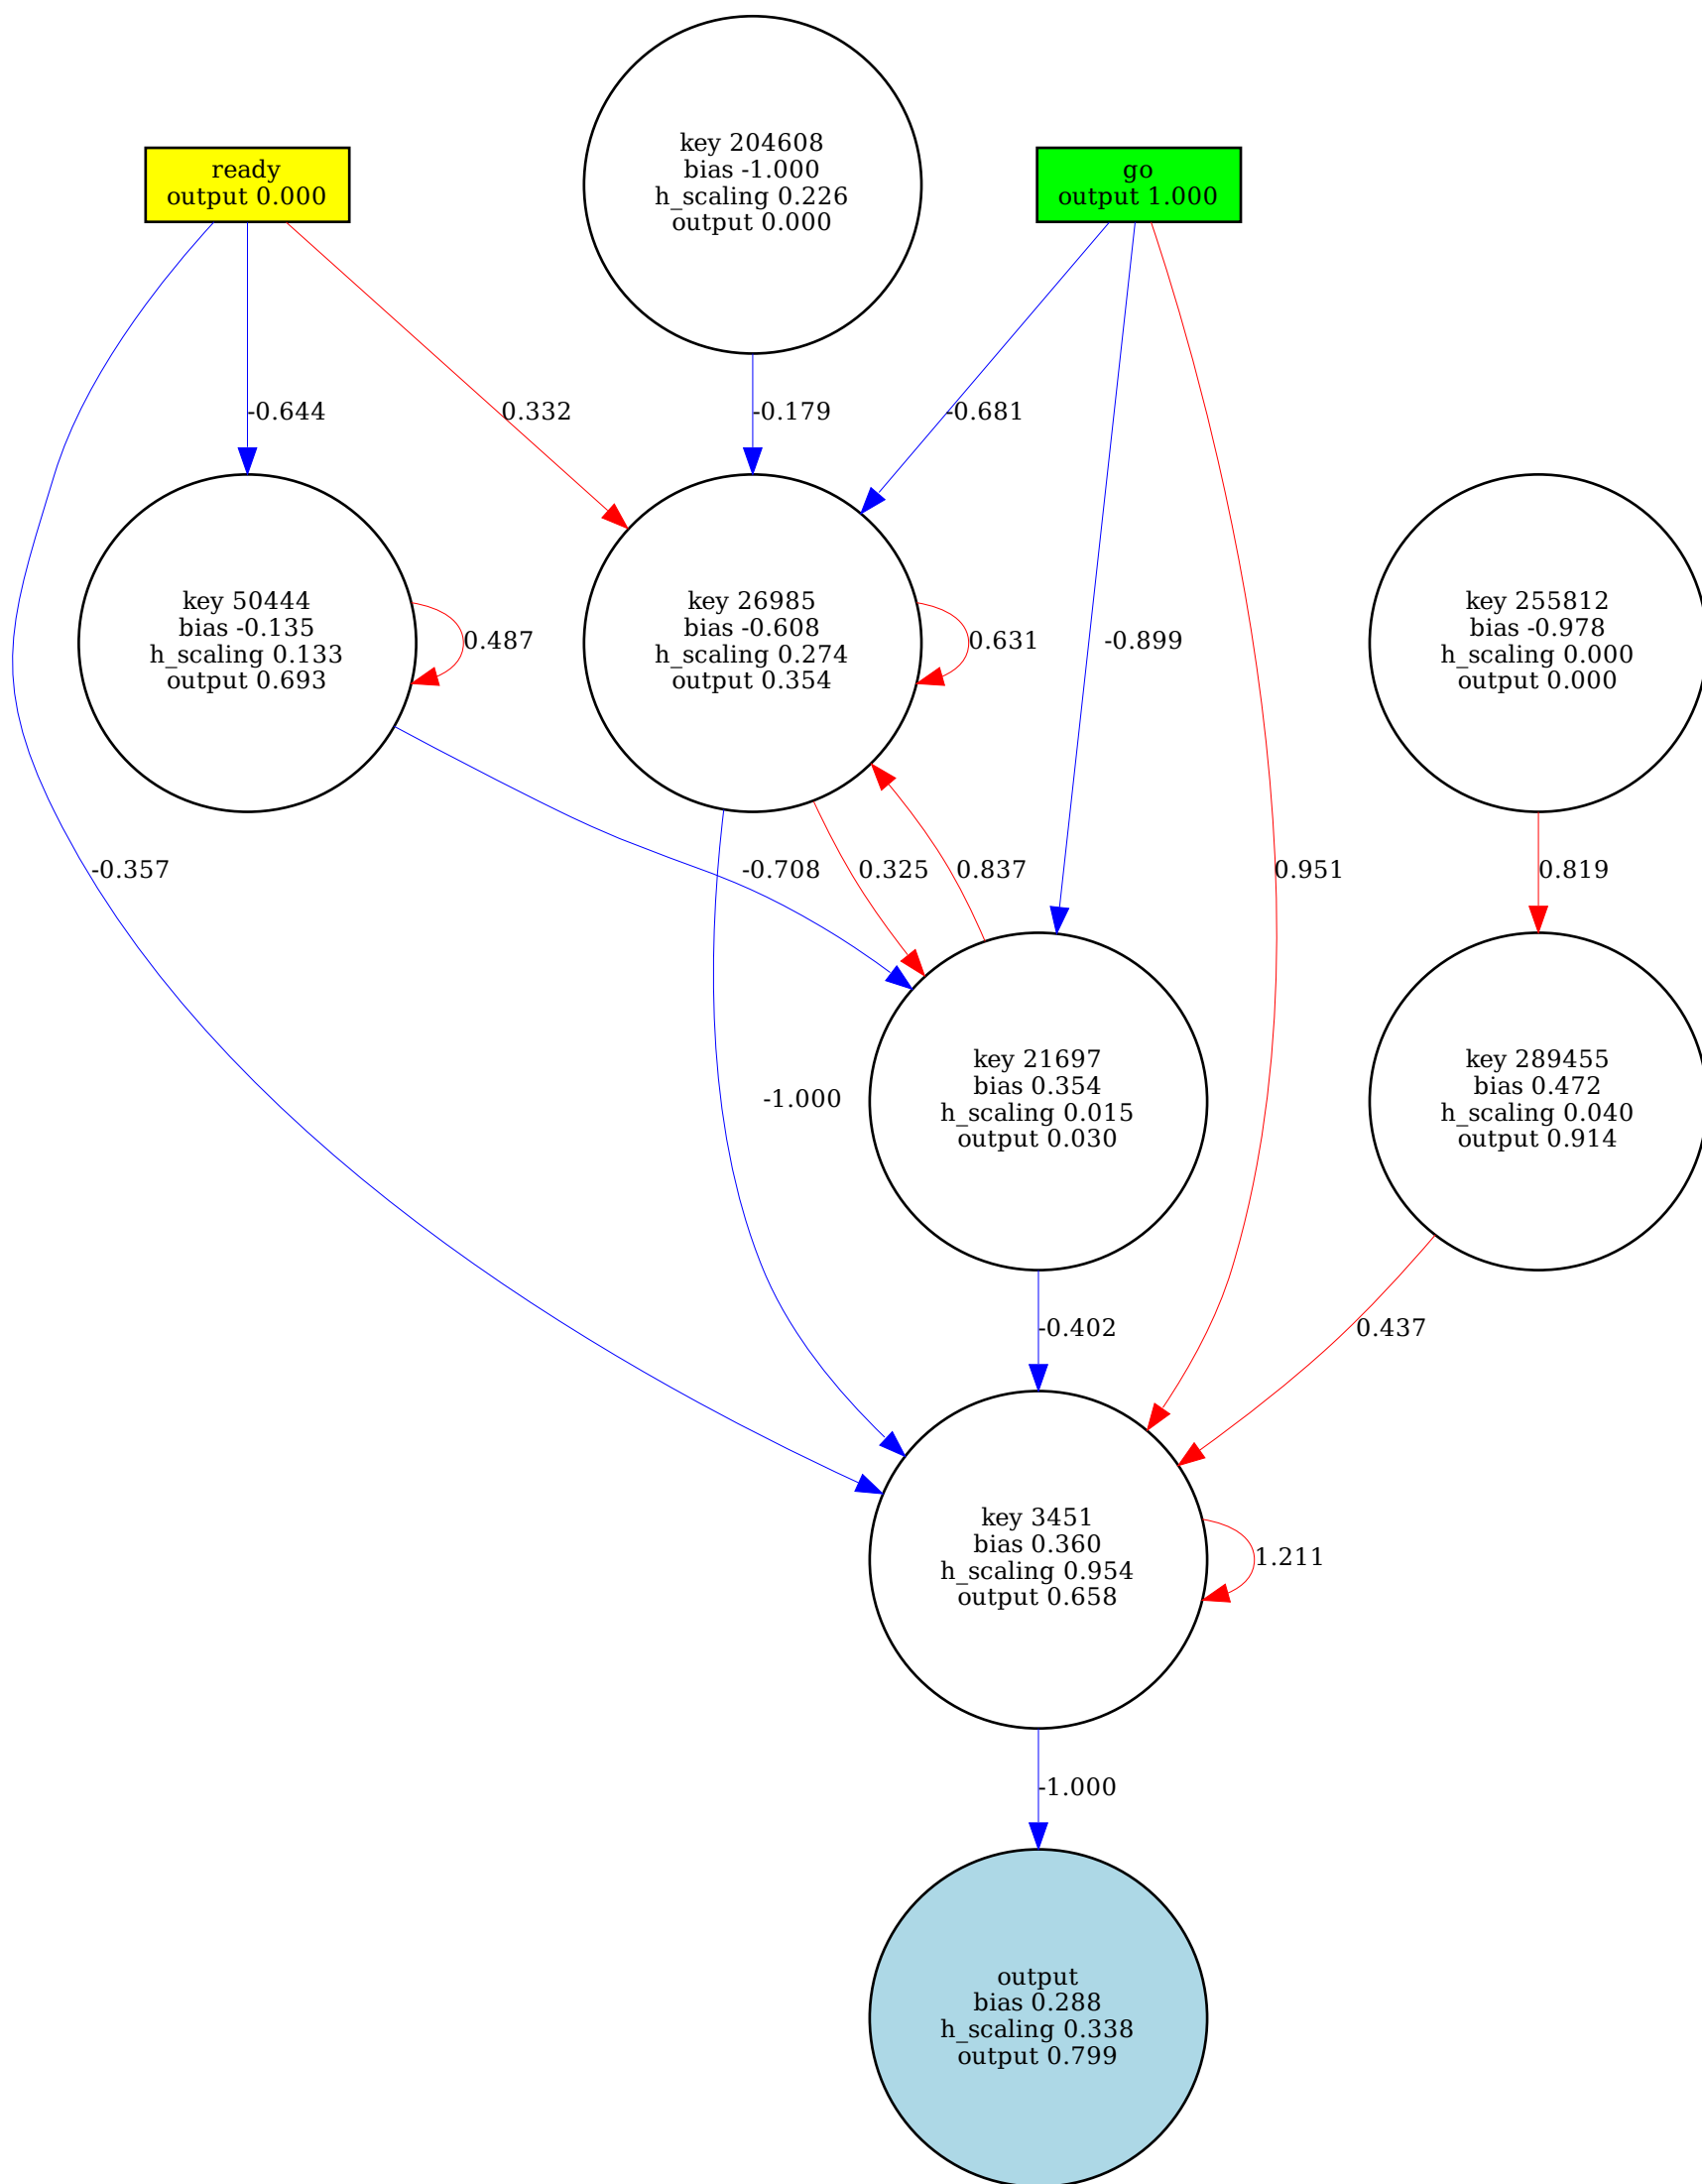 key 204608
bias -1.000
h_scaling 0.226
output 0.000
ready
output 0.000
go
output 1.000
-0.644
0.332
-0.179
-0.681
key 50444
bias -0.135
h_scaling 0.133
output 0.693
0.487
key 26985
bias -0.608
h_scaling 0.274
output 0.354
0.631
-0.899
key 255812
bias -0.978
h_scaling 0.000
output 0.000
-0.357
-0.708
0.325
0.837
0.951
0.819
-1.000
key 21697
bias 0.354
h_scaling 0.015
output 0.030
key 289455
bias 0.472
h_scaling 0.040
output 0.914
-0.402
0.437
key 3451
bias 0.360
h_scaling 0.954
output 0.658
1.211
-1.000
output
bias 0.288
h_scaling 0.338
output 0.799